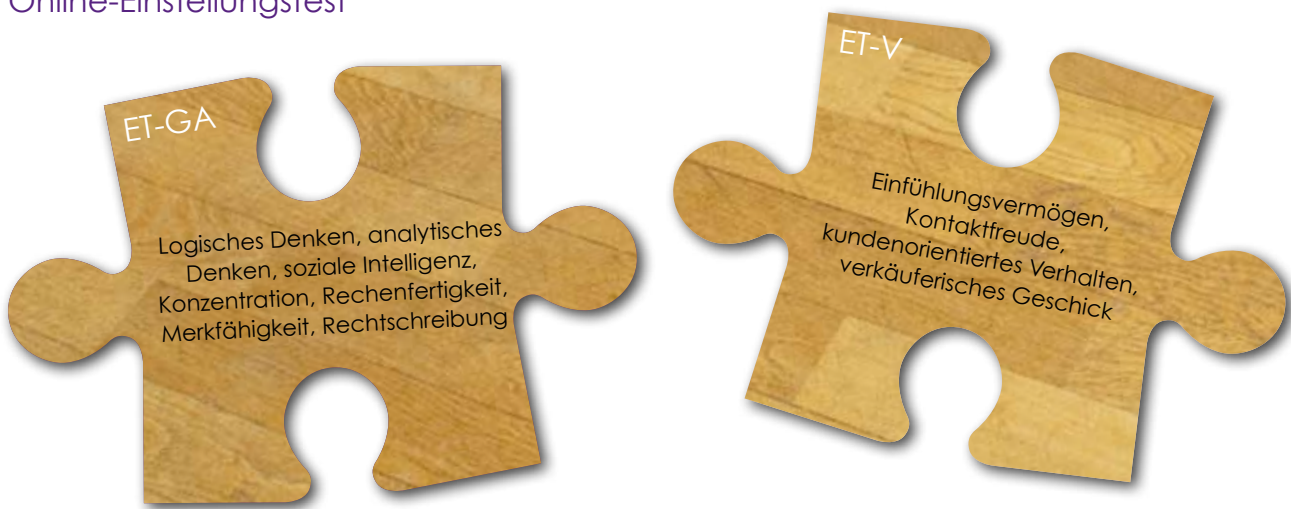 Online-Einstellungstest
ET-GA
Logisches Denken, analytisches
Denken, soziale Intelligenz,
Konzentration, Rechenfertigkeit,
Merkfähigkeit, Rechtschreibung
ET-V
Einfühlungsvermögen,
Kontaktfreude,
kundenorientiertes Verhalten,
verkäuferisches Geschick